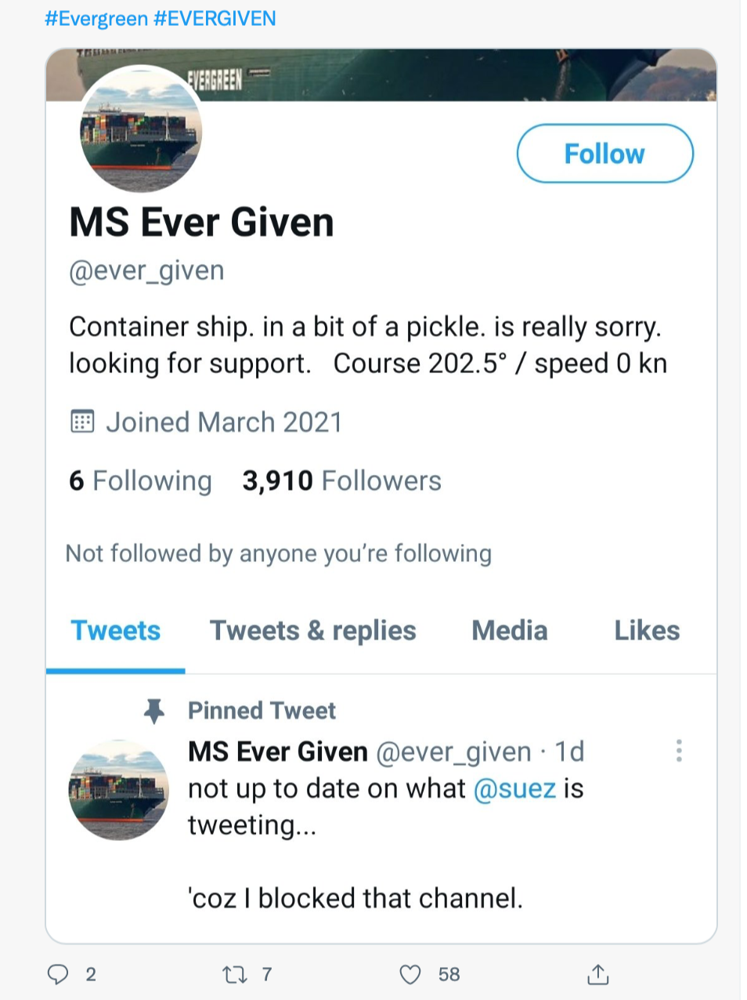 #Evergreen #EVERGIVEN
EVERGREEN
Follow
MS Ever Given
@ever_given
Container ship. in a bit of a pickle. is really sorry.
looking for support. Course 202.5° / speed 0 kn
Joined March 2021
6 Following 3,910 Followers
Not followed by anyone you’re following
Tweets Tweets & replies Media Likes
Pinned Tweet
MS Ever Given @ever_given · 1d
not up to date on what @suez is
tweeting...
'coz I blocked that channel.
2 7 58